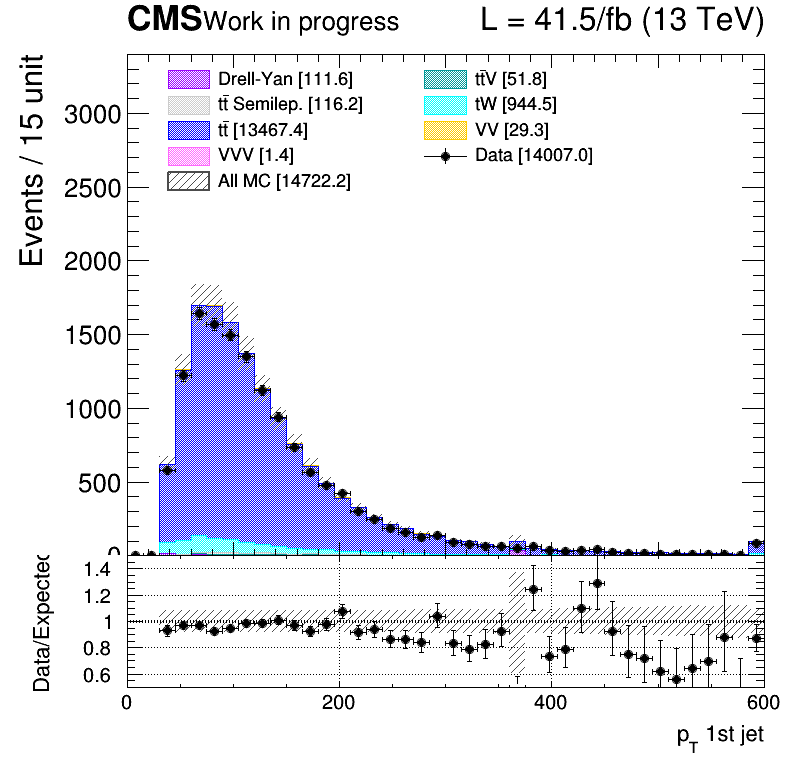 CMS Work in progress L = 41.5/fb (13 TeV)
Events / 15 unit
Drell-Yan [111.6]
tt̄ Semilep. [116.2]
tt̄ [13467.4]
VVV [1.4]
All MC [14722.2]
tt̄V [51.8]
tW [944.5]
VV [29.3]
Data [14007.0]
3000
2500
2000
1500
1000
500
0
Data/Expected
1.4
1.2
1
0.8
0.6
0 200 400 600
p_T 1st jet